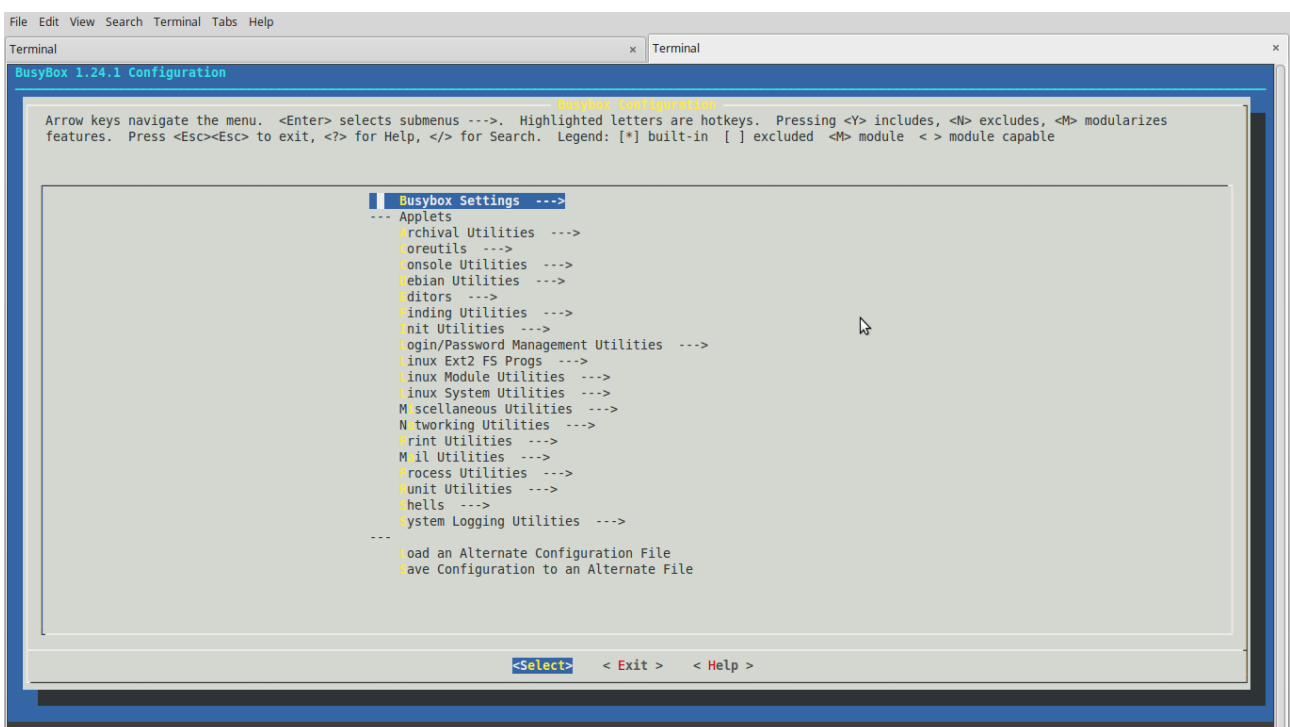 File Edit View Search Terminal Tabs Help
Terminal × Terminal ×
BusyBox 1.24.1 Configuration
Busybox Configuration
Arrow keys navigate the menu. <Enter> selects submenus --->. Highlighted letters are hotkeys. Pressing <Y> includes, <N> excludes, <M> modularizes
features. Press <Esc><Esc> to exit, <?> for Help, </> for Search. Legend: [*] built-in [ ] excluded <M> module < > module capable
Busybox Settings --->
--- Applets
Archival Utilities --->
Coreutils --->
Console Utilities --->
Debian Utilities --->
Editors --->
Finding Utilities --->
Init Utilities --->
Login/Password Management Utilities --->
Linux Ext2 FS Progs --->
Linux Module Utilities --->
Linux System Utilities --->
Miscellaneous Utilities --->
Networking Utilities --->
Print Utilities --->
Mail Utilities --->
Process Utilities --->
Runit Utilities --->
Shells --->
System Logging Utilities --->
---
Load an Alternate Configuration File
Save Configuration to an Alternate File
<Select> < Exit > < Help >